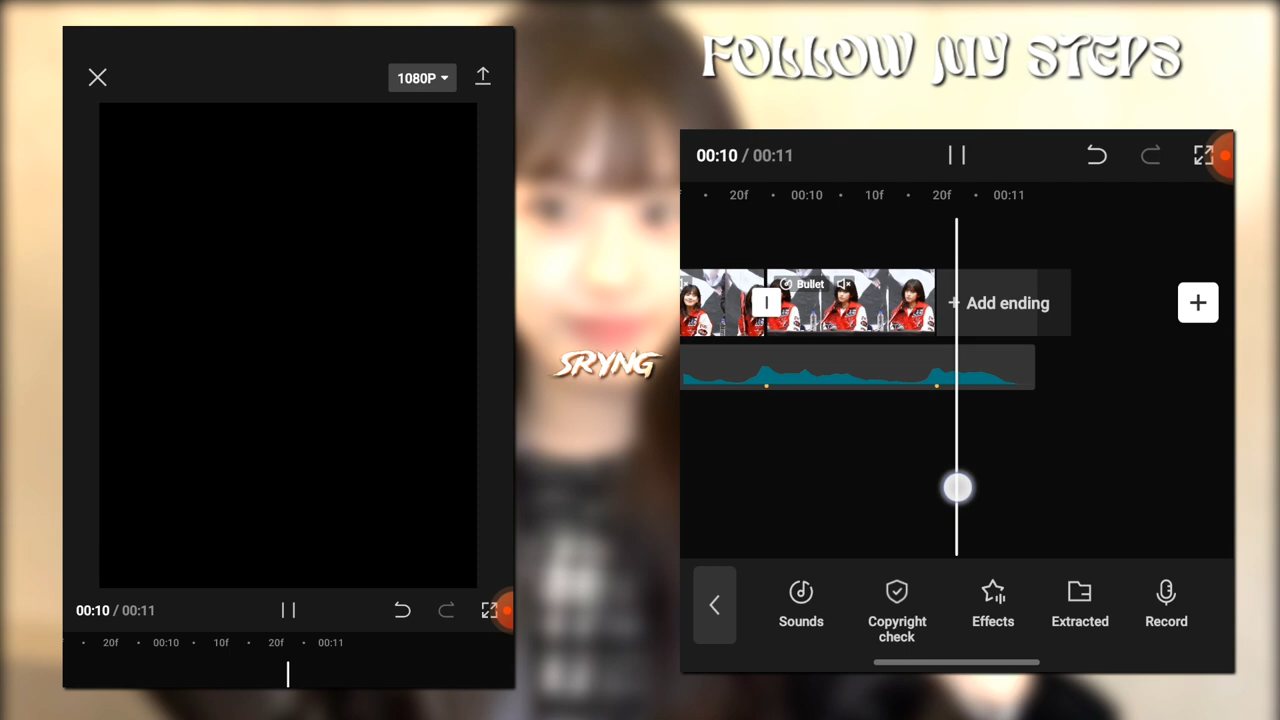 FOLLOW MY STEPS
1080P
00:10 / 00:11
20f 00:10 10f 20f 00:11
SRYNG
00:10 / 00:11
20f 00:10 10f 20f 00:11
Bullet
+ Add ending
+
Sounds
Copyright check
Effects
Extracted
Record